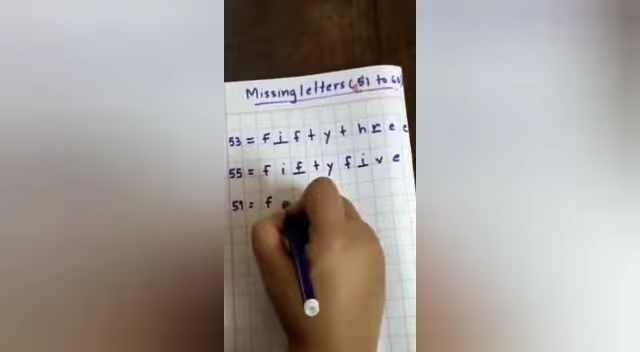 Missing letters (51 to 60
53 = f i f t y t h r e e
55 = f i f t y f i v e
51 = f